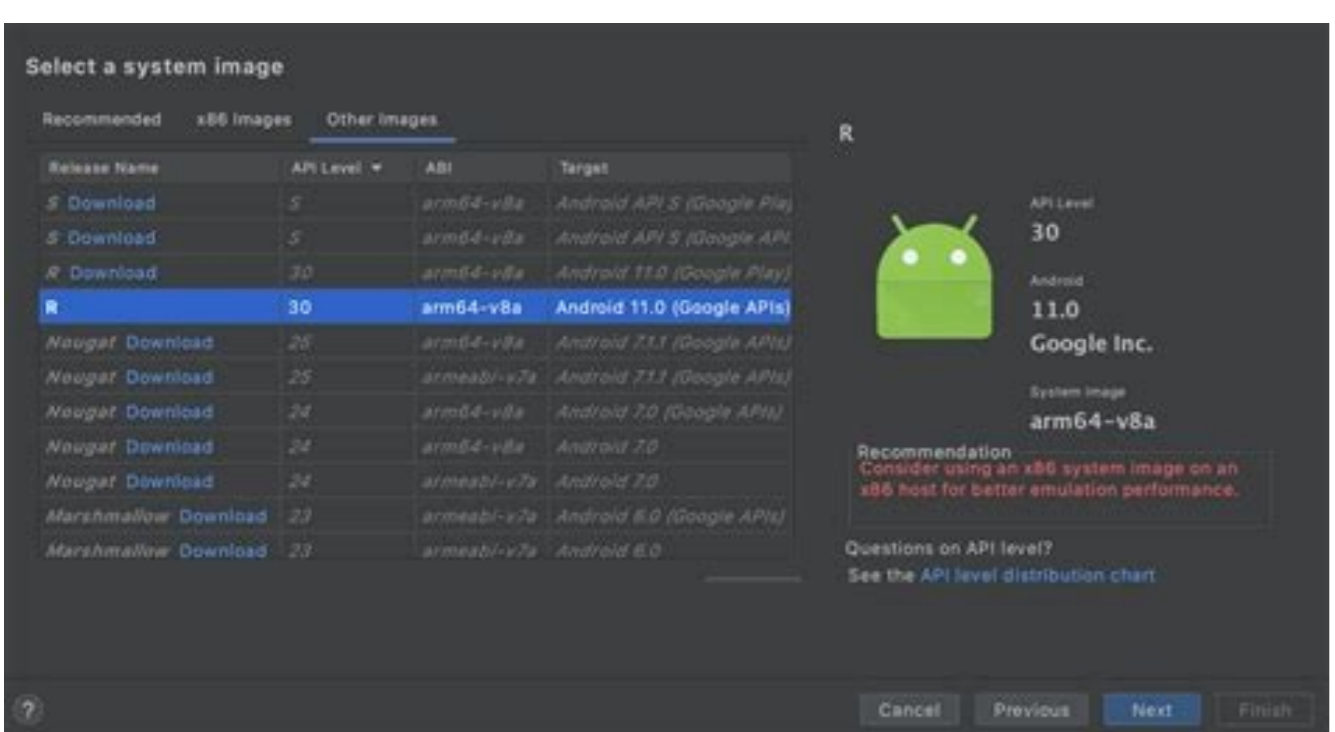 Select a system image
Recommended x86 Images Other Images
Release Name API Level ABI Target
S Download S arm64-v8a Android API S (Google Play
S Download S arm64-v8a Android API S (Google API
R Download 30 arm64-v8a Android 11.0 (Google Play)
R 30 arm64-v8a Android 11.0 (Google APIs)
Nougat Download 25 arm64-v8a Android 7.1.1 (Google APIs)
Nougat Download 25 armeabi-v7a Android 7.1.1 (Google APIs)
Nougat Download 24 arm64-v8a Android 7.0 (Google APIs)
Nougat Download 24 arm64-v8a Android 7.0
Nougat Download 24 armeabi-v7a Android 7.0
Marshmallow Download 23 armeabi-v7a Android 6.0 (Google APIs)
Marshmallow Download 23 armeabi-v7a Android 6.0
R
API Level
30
Android
11.0
Google Inc.
System Image
arm64-v8a
Recommendation
Consider using an x86 system image on an
x86 host for better emulation performance.
Questions on API level?
See the API level distribution chart
? Cancel Previous Next Finish